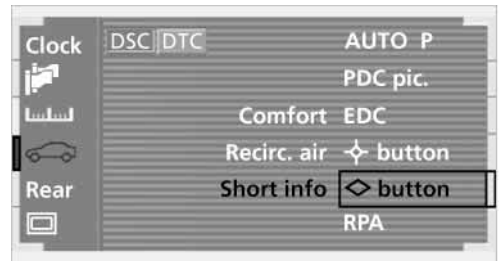 Clock DSC DTC AUTO P
PDC pic.
Comfort EDC
Recirc. air button
Short info button
Rear
RPA